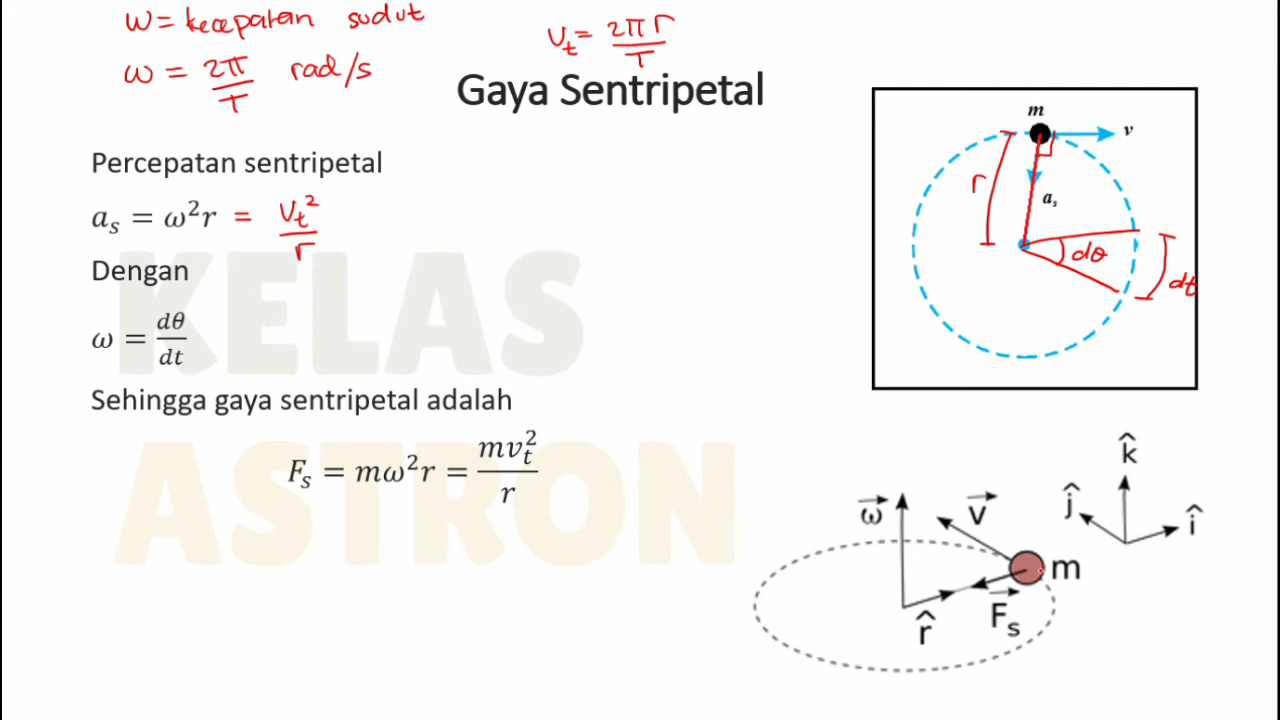 ω = kecepatan sudut
ω = 2π/T rad/s
v_t = 2πr/T
Gaya Sentripetal
Percepatan sentripetal
a_s = ω²r = v_t²/r
Dengan
ω = dθ/dt
Sehingga gaya sentripetal adalah
F_s = mω²r = mv_t²/r
KELAS
ASTRON
m
v
r
a_s
dθ
dt
k̂
ĵ
î
ω⃗
v⃗
m
r̂
F⃗_s